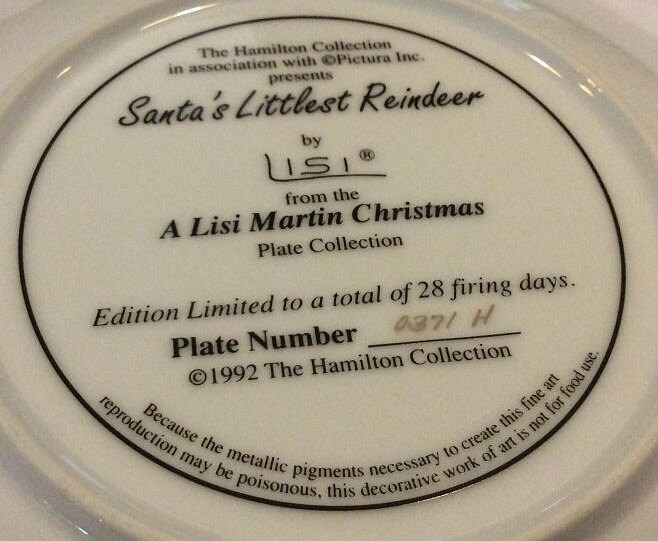 The Hamilton Collection
in association with ©Pictura Inc.
presents
Santa's Littlest Reindeer
by
LISI®
from the
A Lisi Martin Christmas
Plate Collection
Edition Limited to a total of 28 firing days.
Plate Number 0371 H
©1992 The Hamilton Collection
Because the metallic pigments necessary to create this fine art
reproduction may be poisonous, this decorative work of art is not for food use.